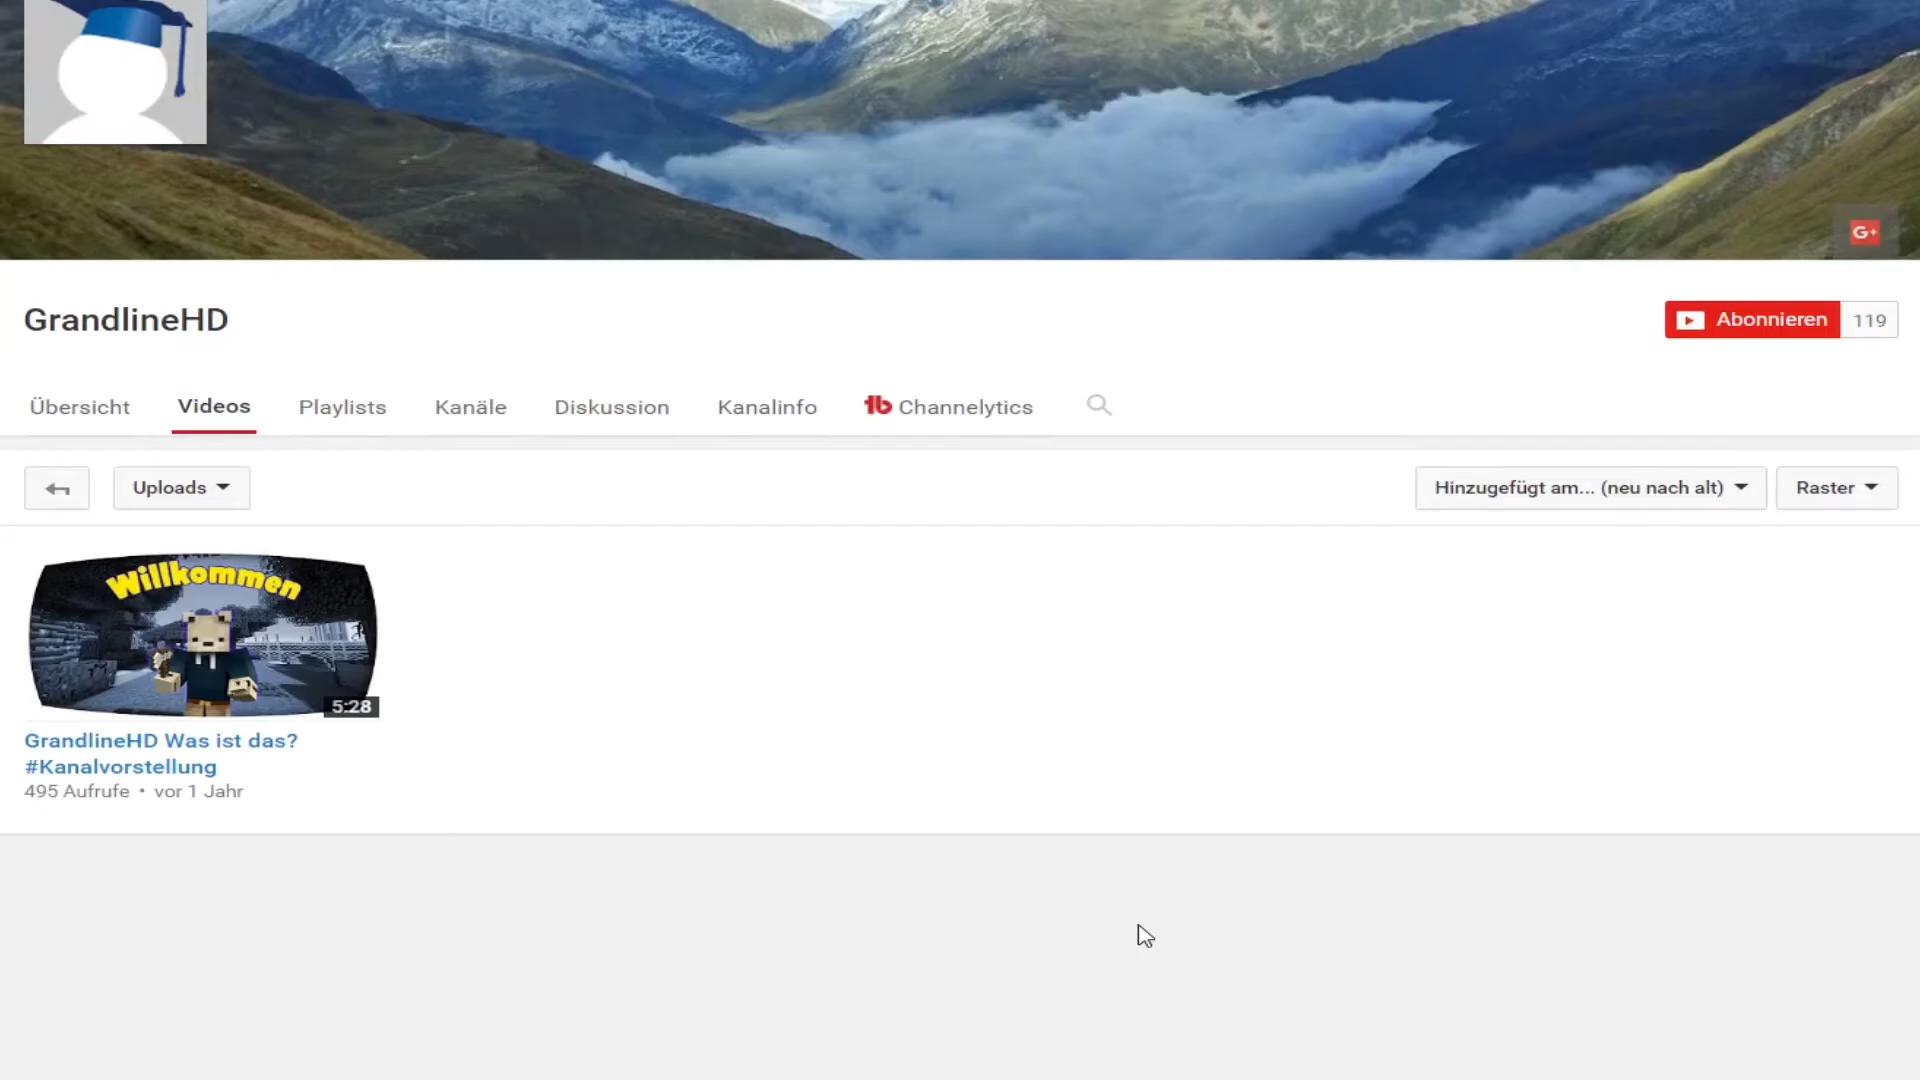 G+
GrandlineHD
Abonnieren 119
Übersicht Videos Playlists Kanäle Diskussion Kanalinfo tb Channelytics
Uploads Hinzugefügt am... (neu nach alt) Raster
Willkommen
5:28
GrandlineHD Was ist das?
#Kanalvorstellung
495 Aufrufe • vor 1 Jahr